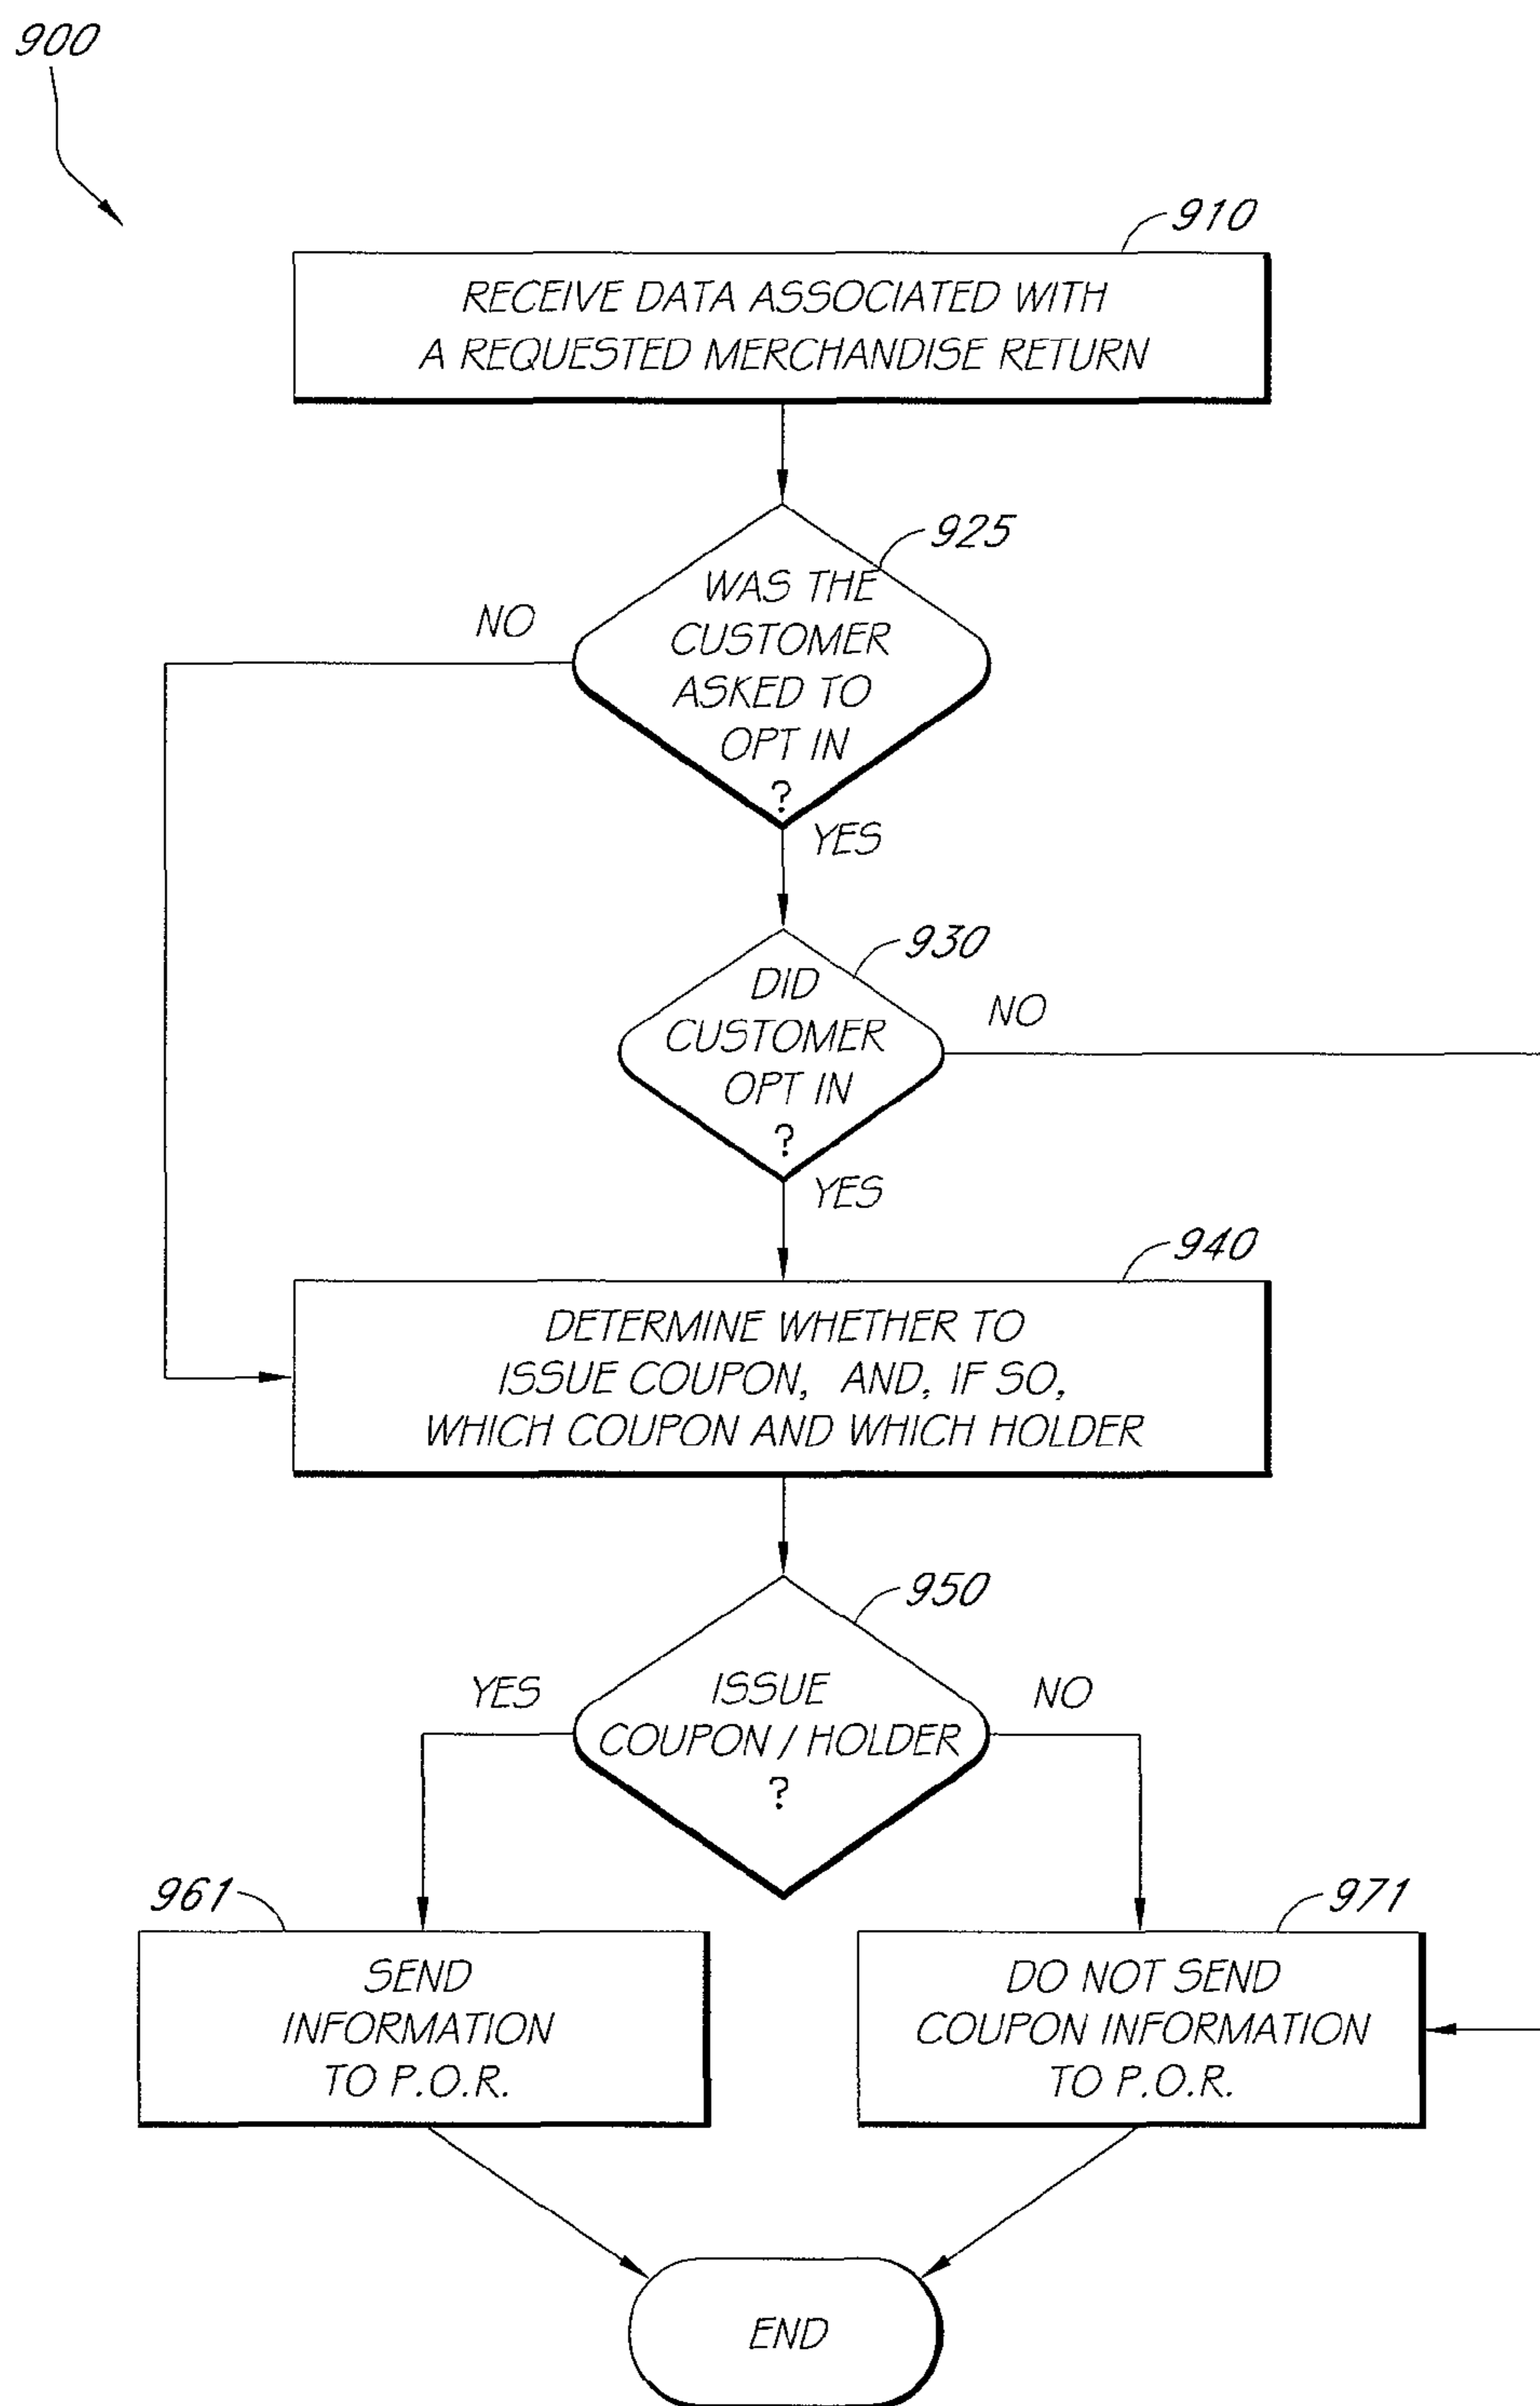 900
910
RECEIVE DATA ASSOCIATED WITH
A REQUESTED MERCHANDISE RETURN
925
WAS THE
CUSTOMER
ASKED TO
OPT IN
?
NO
YES
930
DID
CUSTOMER
OPT IN
?
NO
YES
940
DETERMINE WHETHER TO
ISSUE COUPON, AND, IF SO,
WHICH COUPON AND WHICH HOLDER
950
ISSUE
COUPON / HOLDER
?
YES
NO
961
SEND
INFORMATION
TO P.O.R.
971
DO NOT SEND
COUPON INFORMATION
TO P.O.R.
END